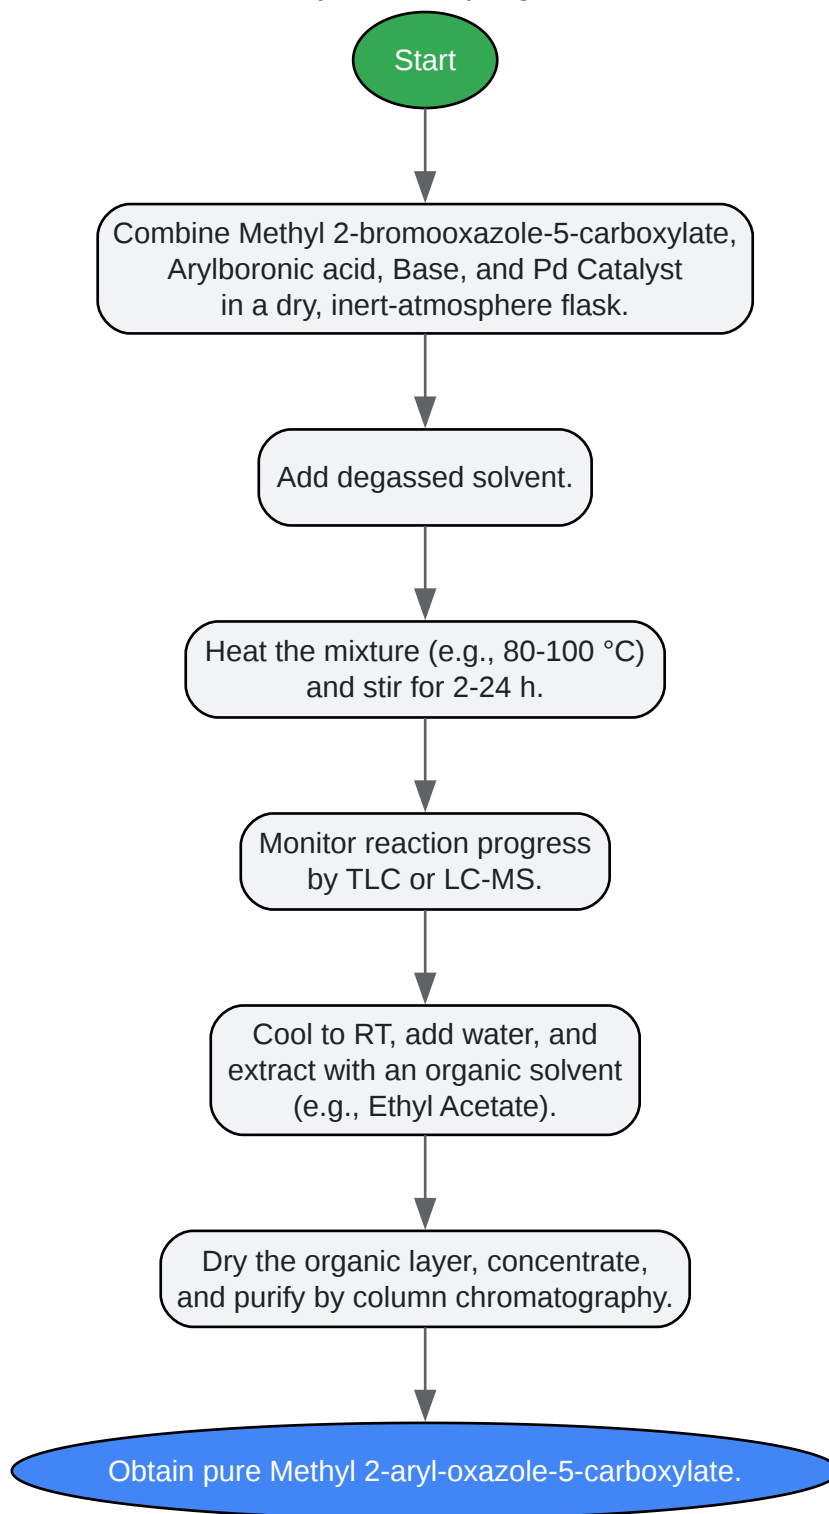 Start
Combine Methyl 2-bromooxazole-5-carboxylate,
Arylboronic acid, Base, and Pd Catalyst
in a dry, inert-atmosphere flask.
Add degassed solvent.
Heat the mixture (e.g., 80-100 °C)
and stir for 2-24 h.
Monitor reaction progress
by TLC or LC-MS.
Cool to RT, add water, and
extract with an organic solvent
(e.g., Ethyl Acetate).
Dry the organic layer, concentrate,
and purify by column chromatography.
Obtain pure Methyl 2-aryl-oxazole-5-carboxylate.